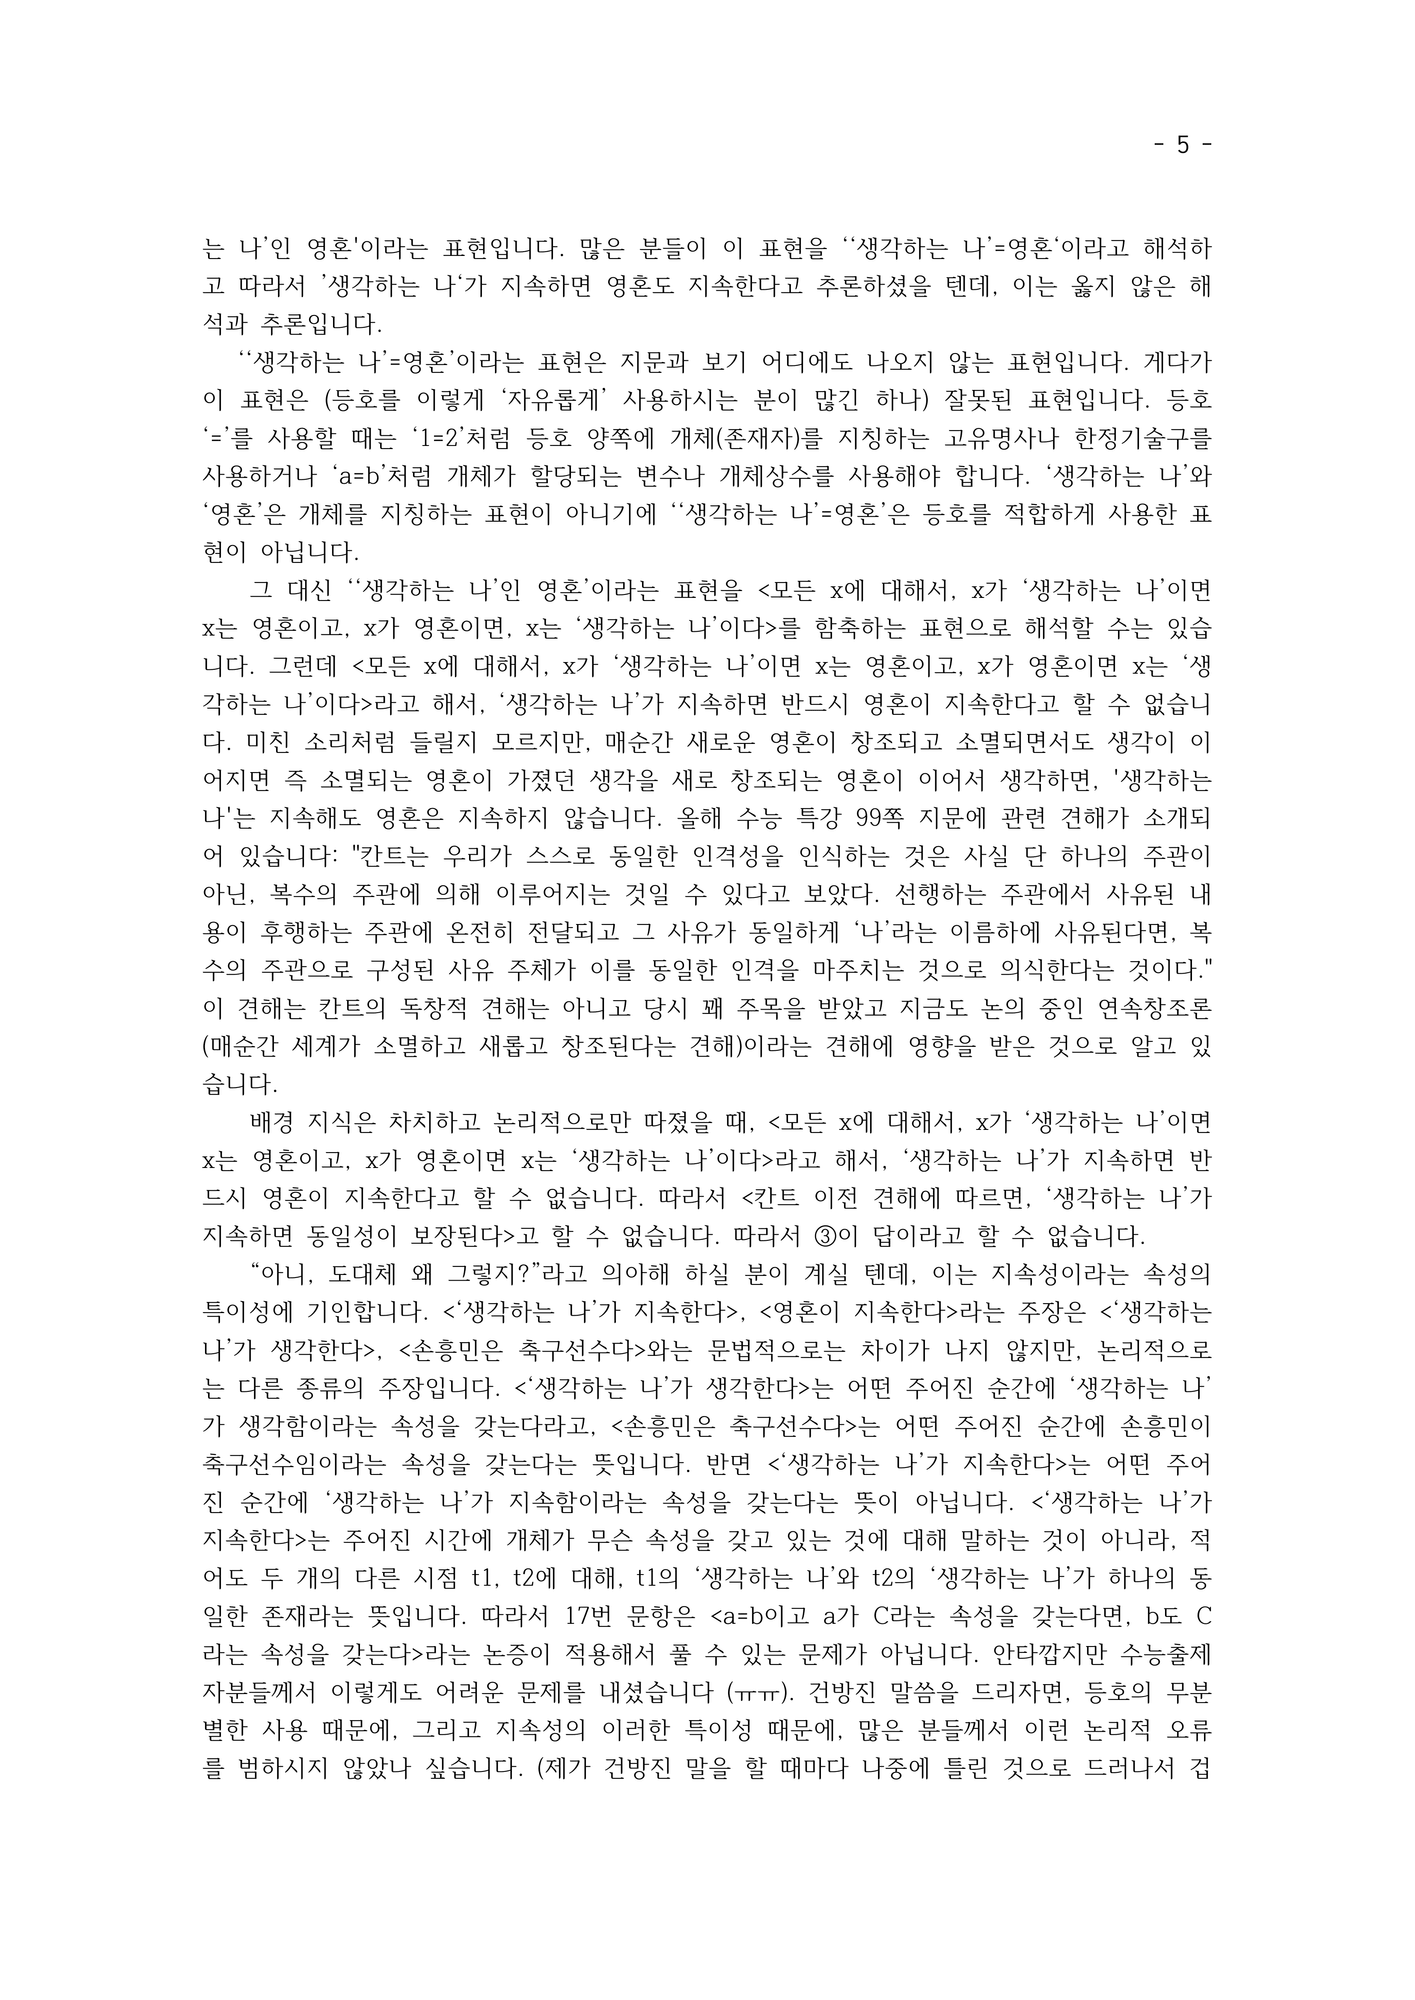 - 5 -
는 나’인 영혼'이라는 표현입니다. 많은 분들이 이 표현을 ‘‘생각하는 나’=영혼‘이라고 해석하
고 따라서 ’생각하는 나‘가 지속하면 영혼도 지속한다고 추론하셨을 텐데, 이는 옳지 않은 해
석과 추론입니다.
‘‘생각하는 나’=영혼’이라는 표현은 지문과 보기 어디에도 나오지 않는 표현입니다. 게다가
이 표현은 (등호를 이렇게 ‘자유롭게’ 사용하시는 분이 많긴 하나) 잘못된 표현입니다. 등호
‘=’를 사용할 때는 ‘1=2’처럼 등호 양쪽에 개체(존재자)를 지칭하는 고유명사나 한정기술구를
사용하거나 ‘a=b’처럼 개체가 할당되는 변수나 개체상수를 사용해야 합니다. ‘생각하는 나’와
‘영혼’은 개체를 지칭하는 표현이 아니기에 ‘‘생각하는 나’=영혼’은 등호를 적합하게 사용한 표
현이 아닙니다.
그 대신 ‘‘생각하는 나’인 영혼’이라는 표현을 <모든 x에 대해서, x가 ‘생각하는 나’이면
x는 영혼이고, x가 영혼이면, x는 ‘생각하는 나’이다>를 함축하는 표현으로 해석할 수는 있습
니다. 그런데 <모든 x에 대해서, x가 ‘생각하는 나’이면 x는 영혼이고, x가 영혼이면 x는 ‘생
각하는 나’이다>라고 해서, ‘생각하는 나’가 지속하면 반드시 영혼이 지속한다고 할 수 없습니
다. 미친 소리처럼 들릴지 모르지만, 매순간 새로운 영혼이 창조되고 소멸되면서도 생각이 이
어지면 즉 소멸되는 영혼이 가졌던 생각을 새로 창조되는 영혼이 이어서 생각하면, '생각하는
나'는 지속해도 영혼은 지속하지 않습니다. 올해 수능 특강 99쪽 지문에 관련 견해가 소개되
어 있습니다: "칸트는 우리가 스스로 동일한 인격성을 인식하는 것은 사실 단 하나의 주관이
아닌, 복수의 주관에 의해 이루어지는 것일 수 있다고 보았다. 선행하는 주관에서 사유된 내
용이 후행하는 주관에 온전히 전달되고 그 사유가 동일하게 ‘나’라는 이름하에 사유된다면, 복
수의 주관으로 구성된 사유 주체가 이를 동일한 인격을 마주치는 것으로 의식한다는 것이다."
이 견해는 칸트의 독창적 견해는 아니고 당시 꽤 주목을 받았고 지금도 논의 중인 연속창조론
(매순간 세계가 소멸하고 새롭고 창조된다는 견해)이라는 견해에 영향을 받은 것으로 알고 있
습니다.
배경 지식은 차치하고 논리적으로만 따졌을 때, <모든 x에 대해서, x가 ‘생각하는 나’이면
x는 영혼이고, x가 영혼이면 x는 ‘생각하는 나’이다>라고 해서, ‘생각하는 나’가 지속하면 반
드시 영혼이 지속한다고 할 수 없습니다. 따라서 <칸트 이전 견해에 따르면, ‘생각하는 나’가
지속하면 동일성이 보장된다>고 할 수 없습니다. 따라서 ③이 답이라고 할 수 없습니다.
“아니, 도대체 왜 그렇지?”라고 의아해 하실 분이 계실 텐데, 이는 지속성이라는 속성의
특이성에 기인합니다. <‘생각하는 나’가 지속한다>, <영혼이 지속한다>라는 주장은 <‘생각하는
나’가 생각한다>, <손흥민은 축구선수다>와는 문법적으로는 차이가 나지 않지만, 논리적으로
는 다른 종류의 주장입니다. <‘생각하는 나’가 생각한다>는 어떤 주어진 순간에 ‘생각하는 나’
가 생각함이라는 속성을 갖는다라고, <손흥민은 축구선수다>는 어떤 주어진 순간에 손흥민이
축구선수임이라는 속성을 갖는다는 뜻입니다. 반면 <‘생각하는 나’가 지속한다>는 어떤 주어
진 순간에 ‘생각하는 나’가 지속함이라는 속성을 갖는다는 뜻이 아닙니다. <‘생각하는 나’가
지속한다>는 주어진 시간에 개체가 무슨 속성을 갖고 있는 것에 대해 말하는 것이 아니라, 적
어도 두 개의 다른 시점 t1, t2에 대해, t1의 ‘생각하는 나’와 t2의 ‘생각하는 나’가 하나의 동
일한 존재라는 뜻입니다. 따라서 17번 문항은 <a=b이고 a가 C라는 속성을 갖는다면, b도 C
라는 속성을 갖는다>라는 논증이 적용해서 풀 수 있는 문제가 아닙니다. 안타깝지만 수능출제
자분들께서 이렇게도 어려운 문제를 내셨습니다 (ㅠㅠ). 건방진 말씀을 드리자면, 등호의 무분
별한 사용 때문에, 그리고 지속성의 이러한 특이성 때문에, 많은 분들께서 이런 논리적 오류
를 범하시지 않았나 싶습니다. (제가 건방진 말을 할 때마다 나중에 틀린 것으로 드러나서 겁